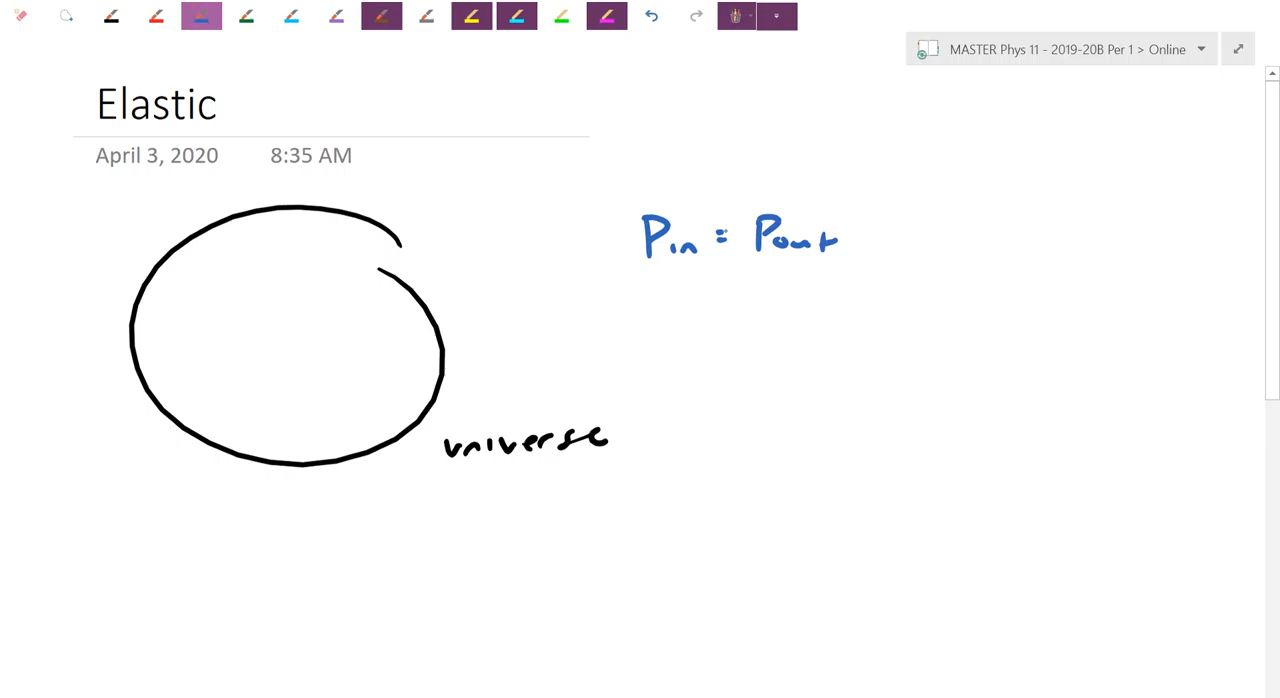 MASTER Phys 11 - 2019-20B Per 1 > Online
Elastic
April 3, 2020 8:35 AM
Pin = Pout
universe